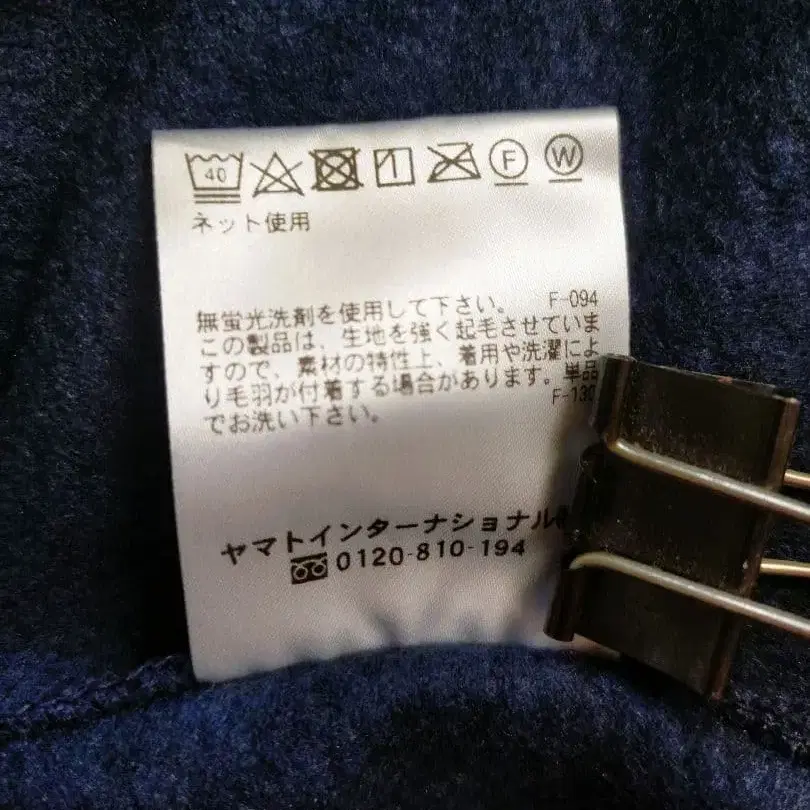 40 F W
ネット使用
無蛍光洗剤を使用して下さい。 F-094
この製品は、生地を強く起毛させていま
すので、素材の特性上、着用や洗濯によ
り毛羽が付着する場合があります。単品
でお洗い下さい。 F-130
ヤマトインターナショナル
0120-810-194